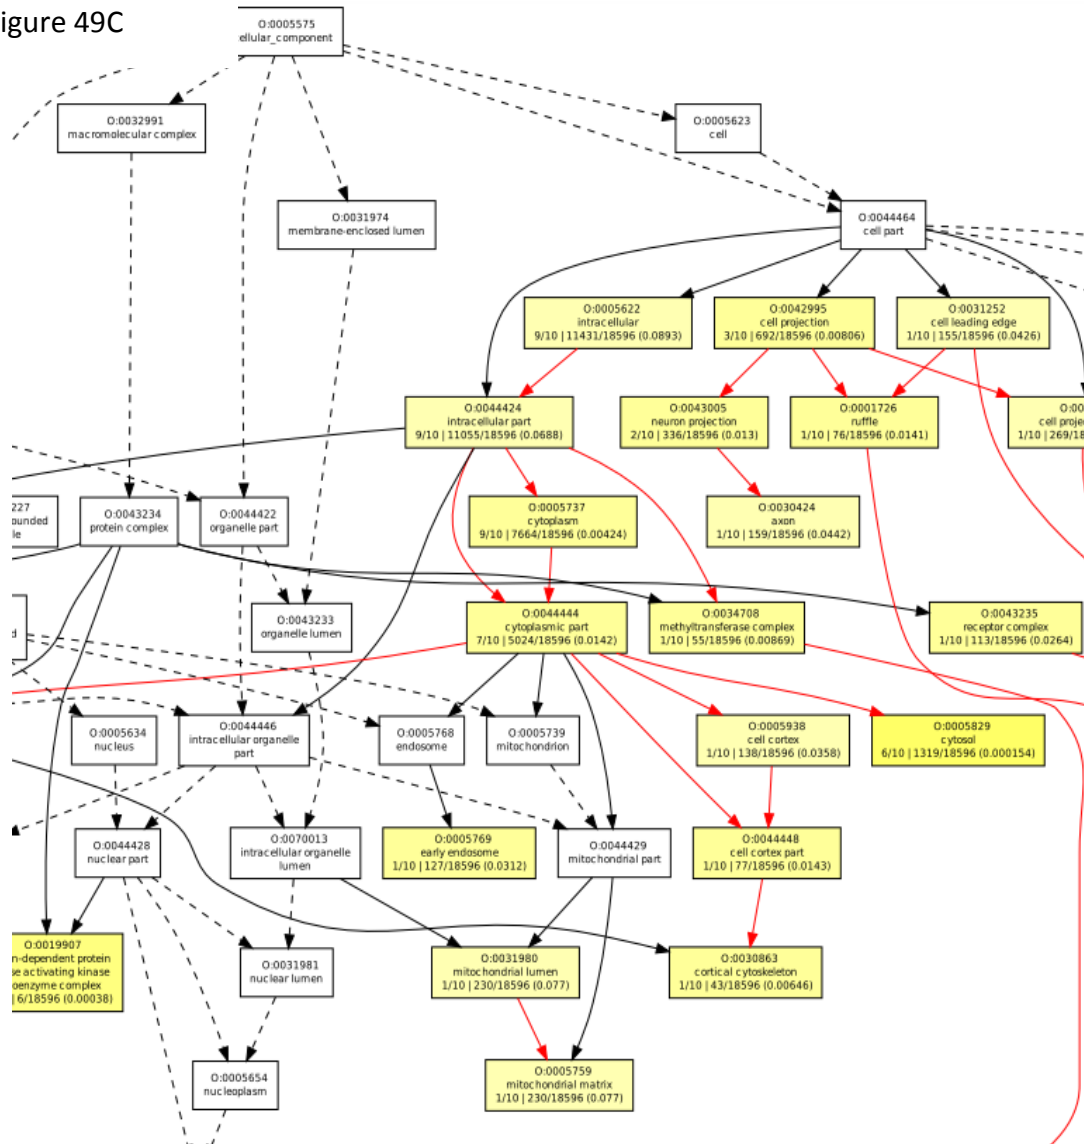 igure 49C
O:0005575
ellular_component
O:0032991
macromolecular complex
O:0005623
cell
O:0031974
membrane-enclosed lumen
O:0044464
cell part
O:0005622
intracellular
9/10 | 11431/18596 (0.0893)
O:0042995
cell projection
3/10 | 692/18596 (0.00806)
O:0031252
cell leading edge
1/10 | 155/18596 (0.0426)
O:0044424
intracellular part
9/10 | 11055/18596 (0.0688)
O:0043005
neuron projection
2/10 | 336/18596 (0.013)
O:0001726
ruffle
1/10 | 76/18596 (0.0141)
O:00
cell proje
1/10 | 269/18
227
ounded
le
O:0043234
protein complex
O:0044422
organelle part
O:0005737
cytoplasm
9/10 | 7664/18596 (0.00424)
O:0030424
axon
1/10 | 159/18596 (0.0442)
d
O:0043233
organelle lumen
O:0044444
cytoplasmic part
7/10 | 5024/18596 (0.0142)
O:0034708
methyltransferase complex
1/10 | 55/18596 (0.00869)
O:0043235
receptor complex
1/10 | 113/18596 (0.0264)
O:0005634
nucleus
O:0044446
intracellular organelle
part
O:0005768
endosome
O:0005739
mitochondrion
O:0005938
cell cortex
1/10 | 138/18596 (0.0358)
O:0005829
cytosol
6/10 | 1319/18596 (0.000154)
O:0044428
nuclear part
O:0070013
intracellular organelle
lumen
O:0005769
early endosome
1/10 | 127/18596 (0.0312)
O:0044429
mitochondrial part
O:0044448
cell cortex part
1/10 | 77/18596 (0.0143)
O:0019907
n-dependent protein
se activating kinase
oenzyme complex
6/18596 (0.00038)
O:0031981
nuclear lumen
O:0031980
mitochondrial lumen
1/10 | 230/18596 (0.077)
O:0030863
cortical cytoskeleton
1/10 | 43/18596 (0.00646)
O:0005654
nucleoplasm
O:0005759
mitochondrial matrix
1/10 | 230/18596 (0.077)